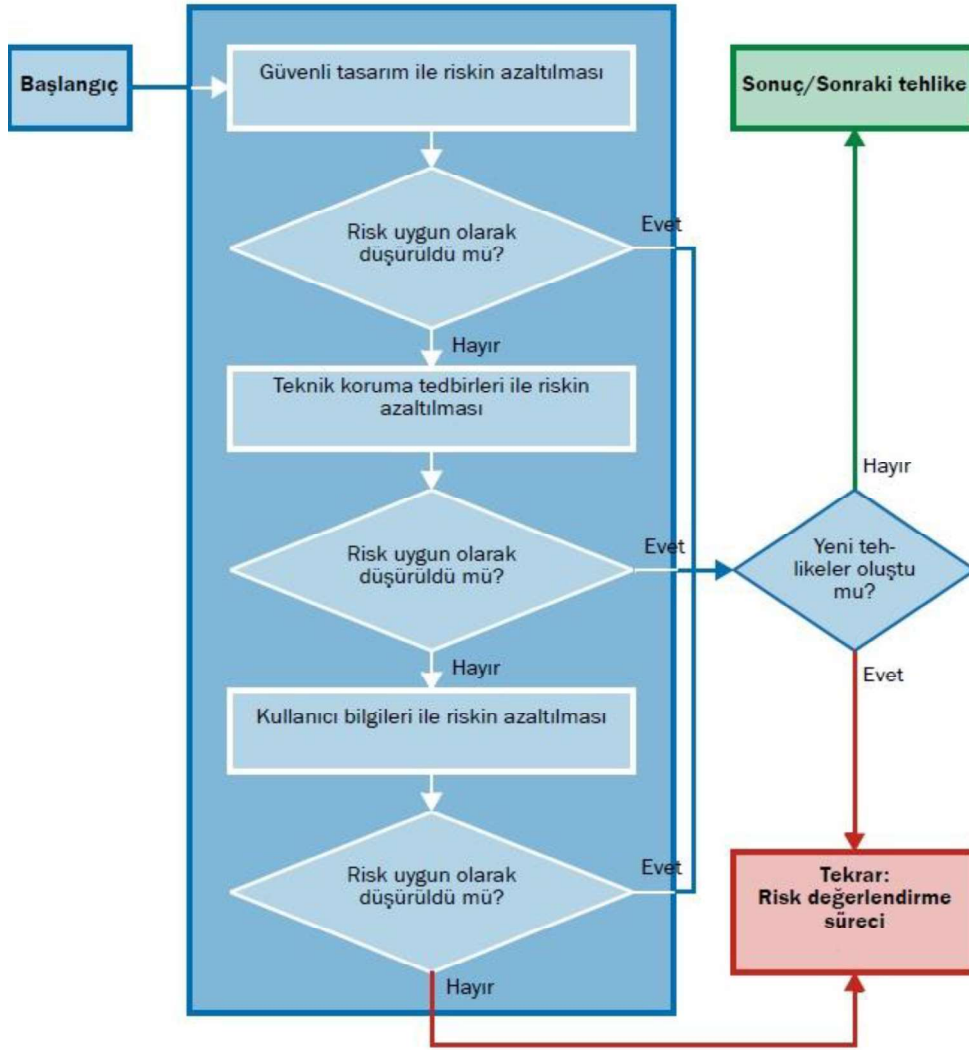 Başlangıç
Güvenli tasarım ile riskin azaltılması
Sonuç/Sonraki tehlike
Risk uygun olarak
düşürüldü mü?
Evet
Hayır
Teknik koruma tedbirleri ile riskin
azaltılması
Hayır
Risk uygun olarak
düşürüldü mü?
Evet
Yeni teh-
likeler oluştu
mu?
Hayır
Evet
Kullanıcı bilgileri ile riskin azaltılması
Risk uygun olarak
düşürüldü mü?
Evet
Tekrar:
Risk değerlendirme
süreci
Hayır